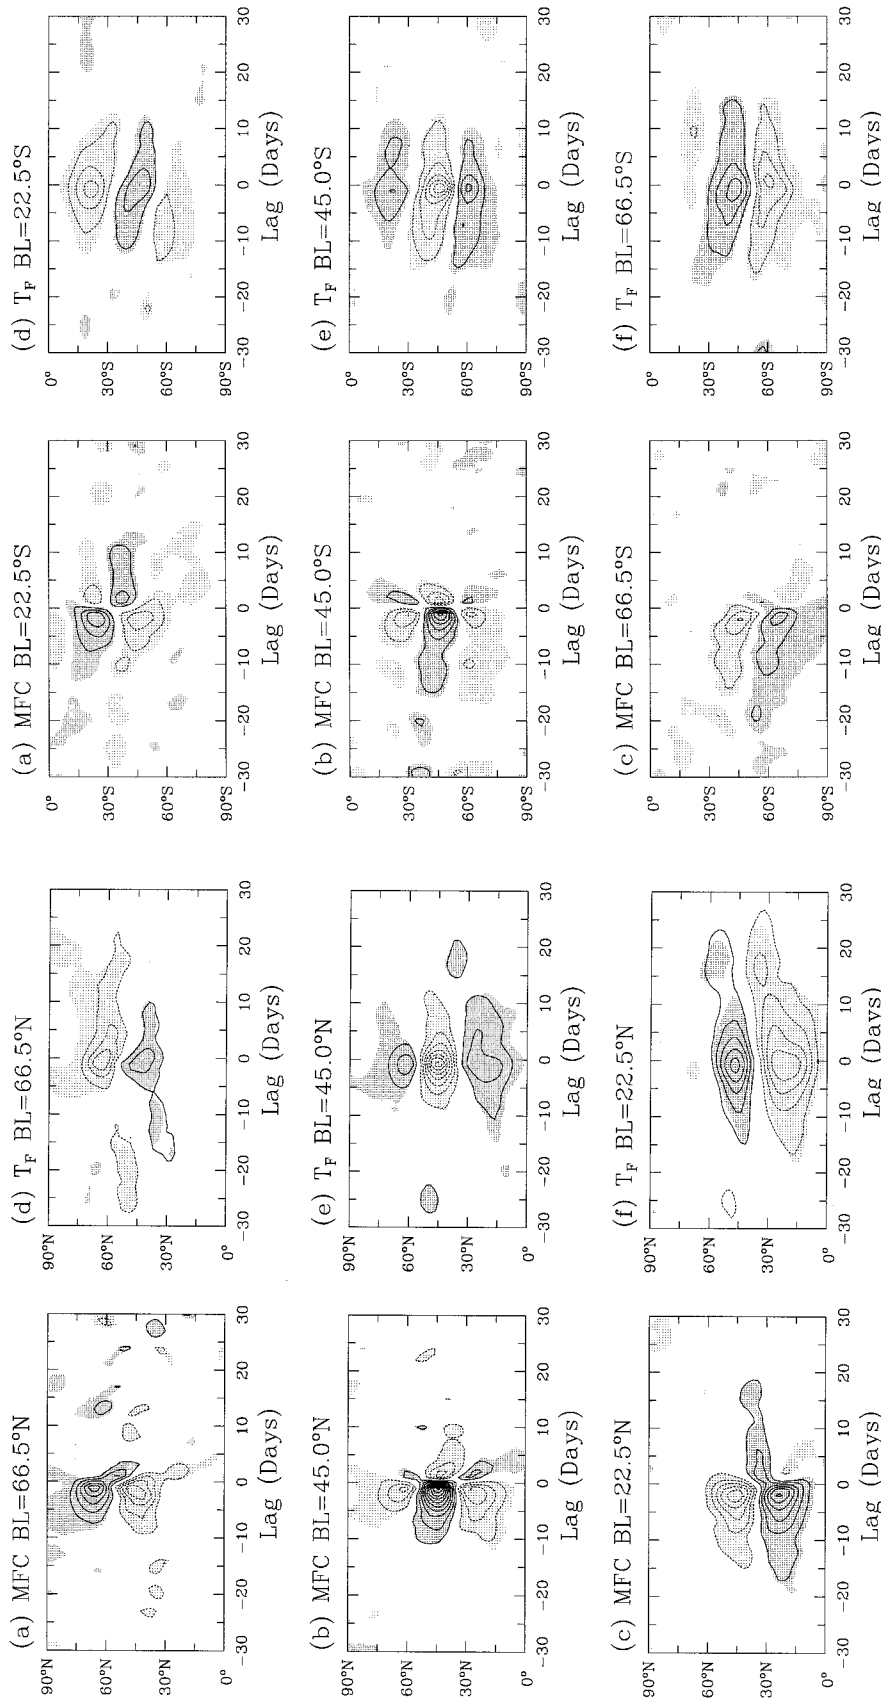 (a) MFC BL=66.5°N
90°N
60°N
30°N
0°
-30 -20 -10 0 10 20 30
Lag (Days)
(d) T_F BL=66.5°N
90°N
60°N
30°N
0°
-30 -20 -10 0 10 20 30
Lag (Days)
(b) MFC BL=45.0°N
90°N
60°N
30°N
0°
-30 -20 -10 0 10 20 30
Lag (Days)
(e) T_F BL=45.0°N
90°N
60°N
30°N
0°
-30 -20 -10 0 10 20 30
Lag (Days)
(c) MFC BL=22.5°N
90°N
60°N
30°N
0°
-30 -20 -10 0 10 20 30
Lag (Days)
(f) T_F BL=22.5°N
90°N
60°N
30°N
0°
-30 -20 -10 0 10 20 30
Lag (Days)
(a) MFC BL=22.5°S
0°
30°S
60°S
90°S
-30 -20 -10 0 10 20 30
Lag (Days)
(d) T_F BL=22.5°S
0°
30°S
60°S
90°S
-30 -20 -10 0 10 20 30
Lag (Days)
(b) MFC BL=45.0°S
0°
30°S
60°S
90°S
-30 -20 -10 0 10 20 30
Lag (Days)
(e) T_F BL=45.0°S
0°
30°S
60°S
90°S
-30 -20 -10 0 10 20 30
Lag (Days)
(c) MFC BL=66.5°S
0°
30°S
60°S
90°S
-30 -20 -10 0 10 20 30
Lag (Days)
(f) T_F BL=66.5°S
0°
30°S
60°S
90°S
-30 -20 -10 0 10 20 30
Lag (Days)